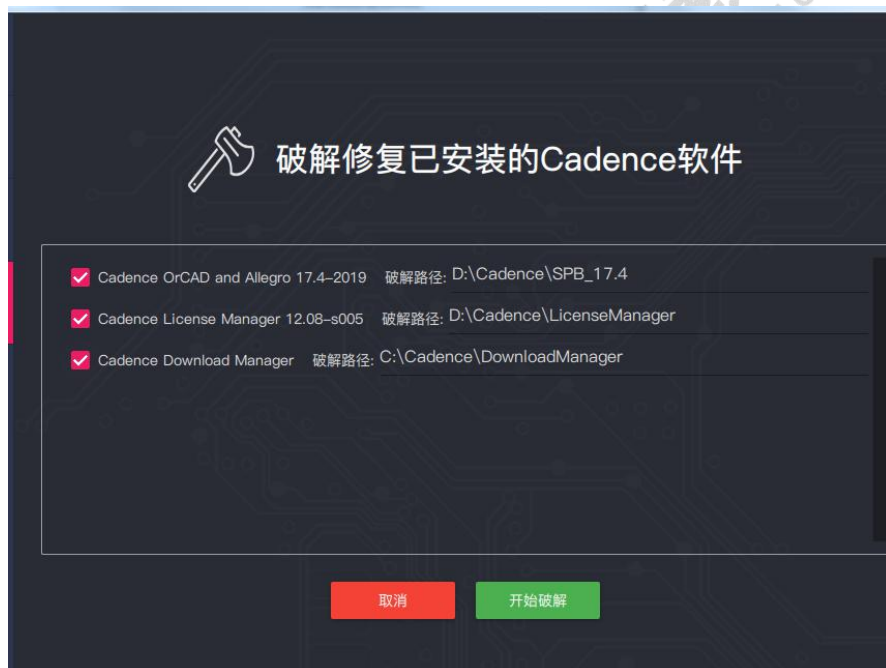 破解修复已安装的Cadence软件
Cadence OrCAD and Allegro 17.4-2019 破解路径: D:\Cadence\SPB_17.4
Cadence License Manager 12.08-s005 破解路径: D:\Cadence\LicenseManager
Cadence Download Manager 破解路径: C:\Cadence\DownloadManager
取消 开始破解